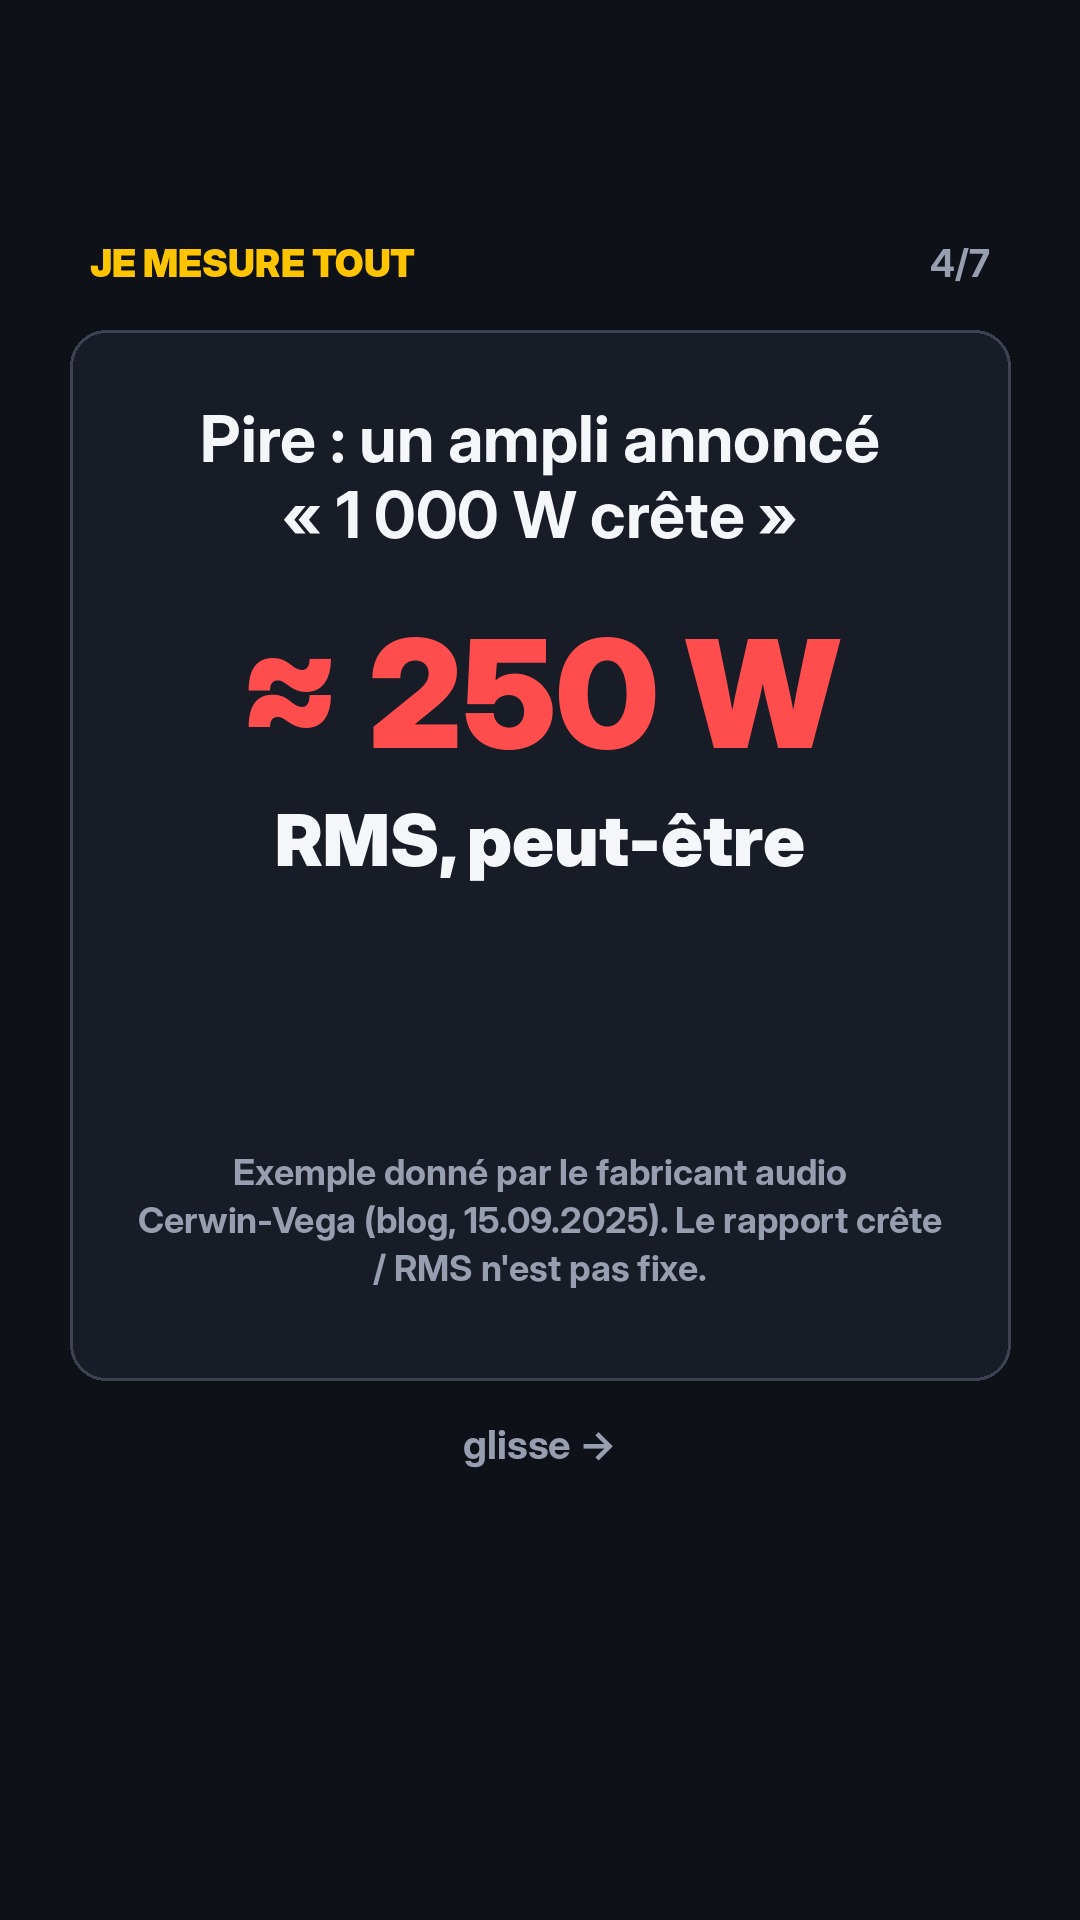 JE MESURE TOUT
4/7
Pire : un ampli annoncé
« 1 000 W crête »
≈ 250 W
RMS, peut-être
Exemple donné par le fabricant audio
Cerwin-Vega (blog, 15.09.2025). Le rapport crête
/ RMS n'est pas fixe.
glisse →